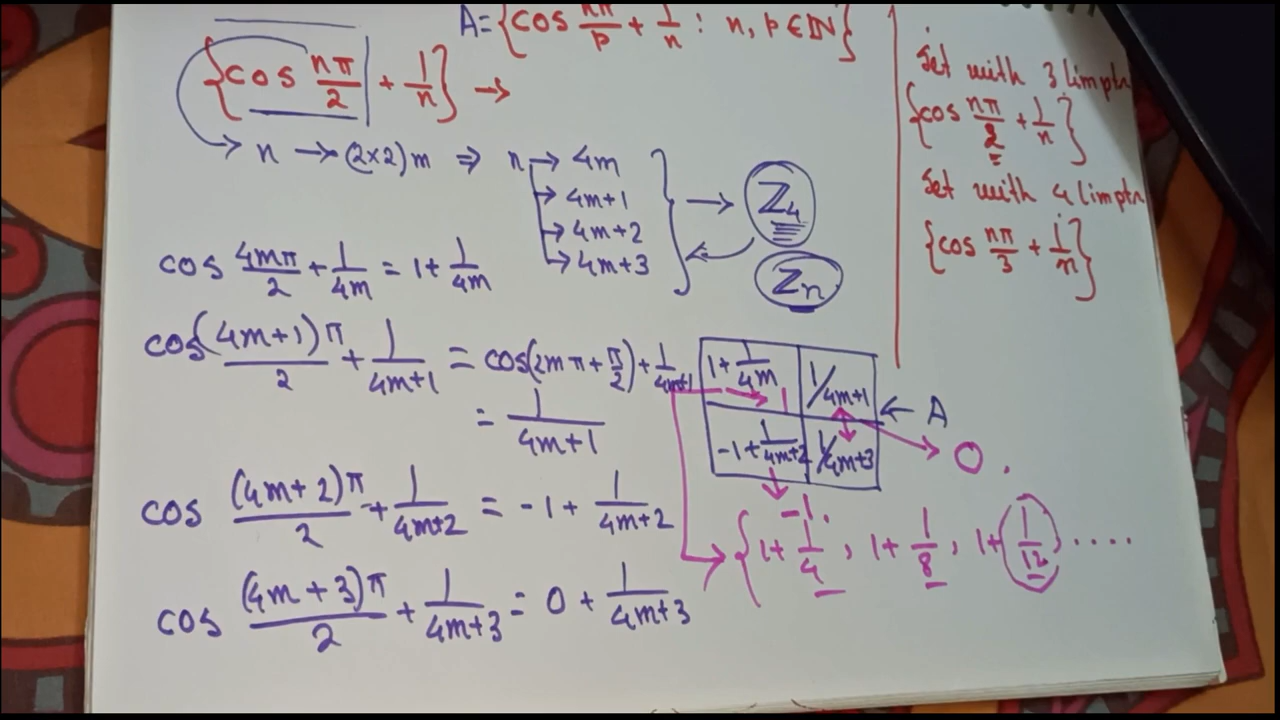 A = {cos nπ/p + 1/n : n, p ∈ ℕ}
{cos nπ/2 + 1/n} →
→ n → (2×2)m ⇒ n → 4m
→ 4m+1
→ 4m+2
→ 4m+3
→ Z₄
Zₙ
cos 4mπ/2 + 1/4m = 1 + 1/4m
cos (4m+1)π/2 + 1/4m+1 = cos(2mπ + π/2) + 1/4m+1
= 1/4m+1
cos (4m+2)π/2 + 1/4m+2 = -1 + 1/4m+2
cos (4m+3)π/2 + 1/4m+3 = 0 + 1/4m+3
1 + 1/4m → 1
1/4m+1
-1 + 1/4m+2
1/4m+3
← A
→ 0.
-1.
→ {1 + 1/4, 1 + 1/8, 1 + 1/12 ....
Set with 3 limptn
{cos nπ/2 + 1/n}
Set with 4 limptn
{cos nπ/3 + 1/n}